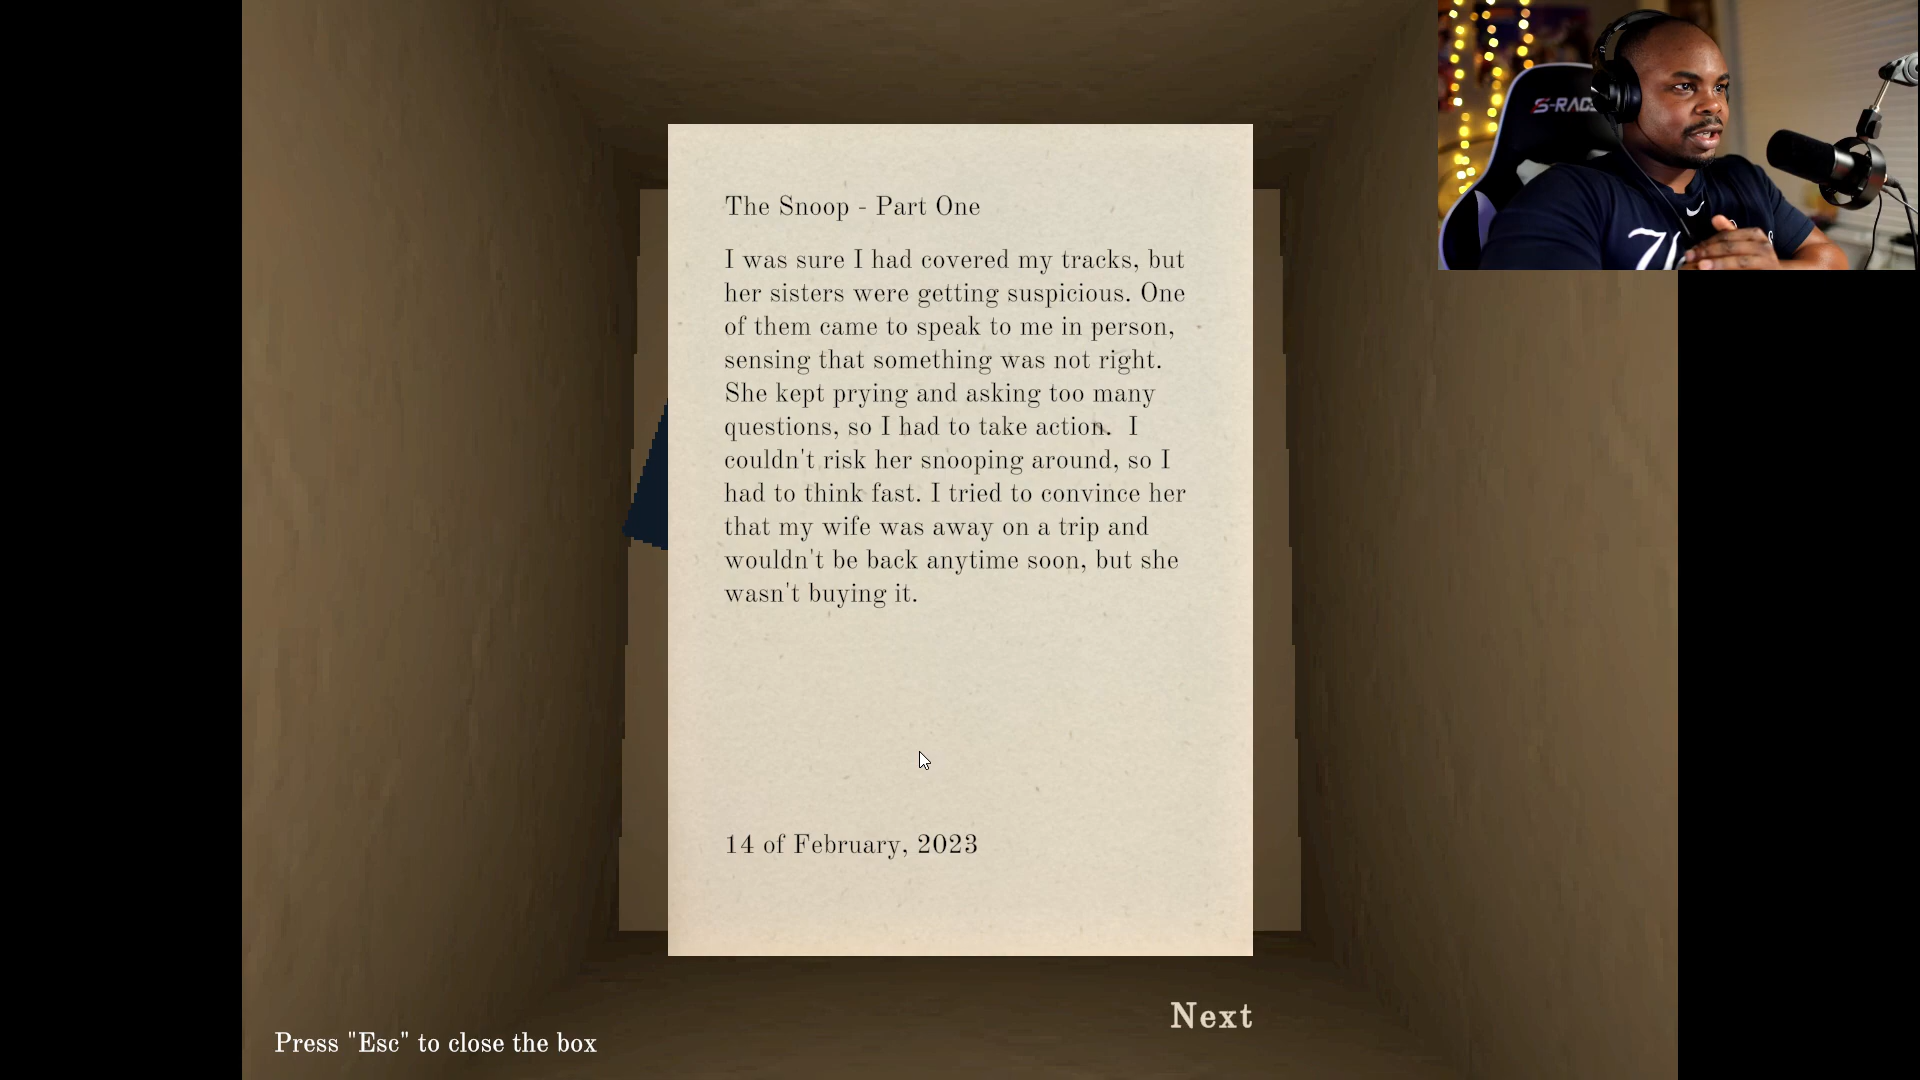 The Snoop - Part One
I was sure I had covered my tracks, but
her sisters were getting suspicious. One
of them came to speak to me in person,
sensing that something was not right.
She kept prying and asking too many
questions, so I had to take action.  I
couldn't risk her snooping around, so I
had to think fast. I tried to convince her
that my wife was away on a trip and
wouldn't be back anytime soon, but she
wasn't buying it.
14 of February, 2023
Next
Press "Esc" to close the box